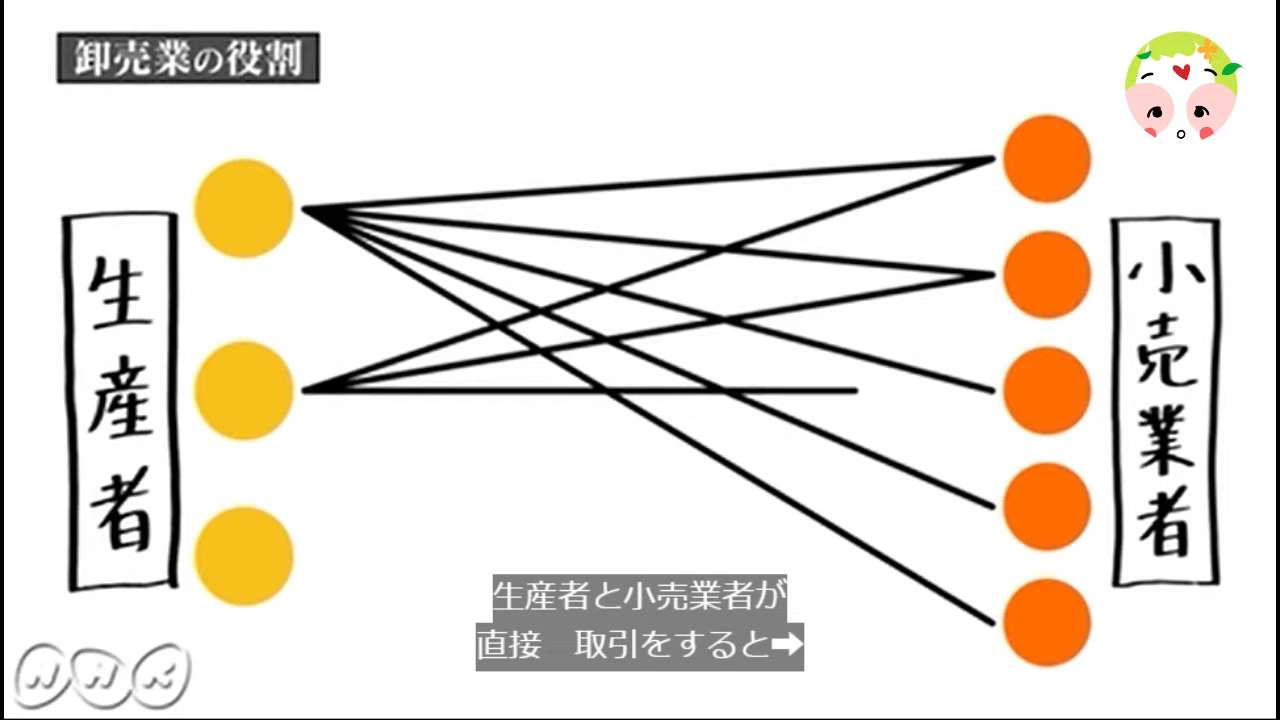 卸売業の役割
生産者
小売業者
生産者と小売業者が
直接　取引をすると➡
NHK